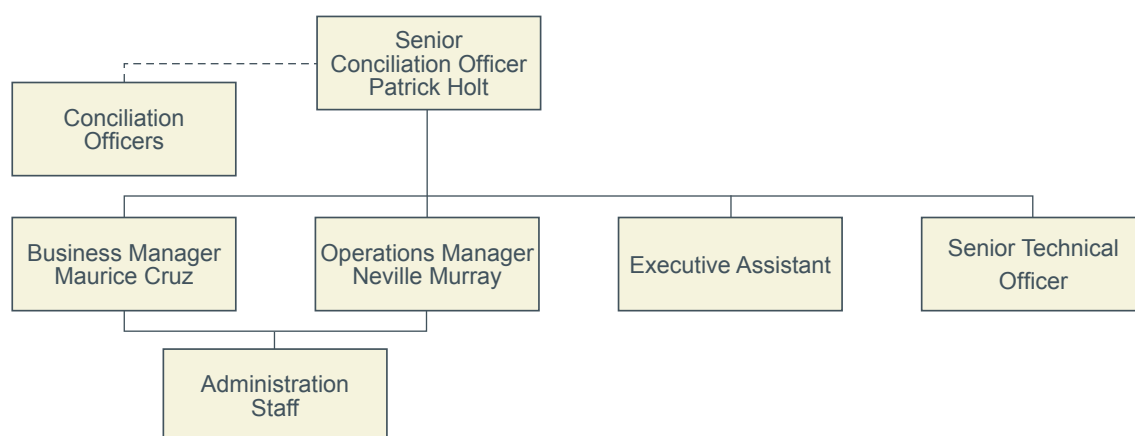 Senior
Conciliation Officer
Patrick Holt
Conciliation
Officers
Business Manager
Maurice Cruz
Operations Manager
Neville Murray
Executive Assistant
Senior Technical
Officer
Administration
Staff